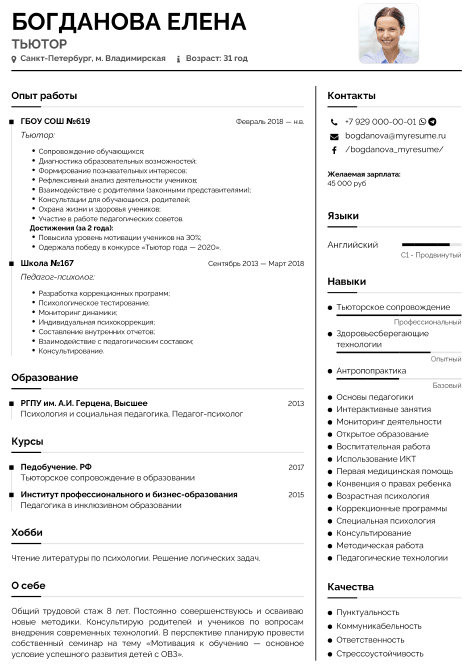 БОГДАНОВА ЕЛЕНА
ТЬЮТОР
Санкт-Петербург, м. Владимирская Возраст: 31 год
Опыт работы
ГБОУ СОШ №619 Февраль 2018 — н.в.
Тьютор:
Сопровождение обучающихся;
Диагностика образовательных возможностей;
Формирование познавательных интересов;
Рефлективный анализ деятельности учеников;
Взаимодействие с родителями (законными представителями);
Консультации для обучающихся, родителей;
Охрана жизни и здоровья учеников;
Участие в работе педагогических советов
Достижения (за 2 года):
Повысила уровень мотивации учеников на 30%;
Одержала победу в конкурсе «Тьютор года — 2020».
Школа №167 Сентябрь 2013 — Март 2018
Педагог-психолог:
Разработка коррекционных программ;
Психологическое тестирование;
Мониторинг динамики;
Индивидуальная психокоррекция;
Составление внутренних отчетов;
Взаимодействие с педагогическим составом;
Консультирование.
Образование
РГПУ им. А.И. Герцена, Высшее 2013
Психология и социальная педагогика, Педагог-психолог
Курсы
Педобучение. РФ 2017
Тьюторское сопровождение в образовании
Институт профессионального и бизнес-образования 2015
Педагогика в инклюзивном образовании
Хобби
Чтение литературы по психологии. Решение логических задач.
О себе
Общий трудовой стаж 8 лет. Постоянно совершенствуюсь и осваиваю
новые методики. Консультирую родителей и учеников по вопросам
внедрения современных технологий. В перспективе планирую провести
собственный семинар на тему «Мотивация к обучению — основное
условие успешного развития детей с ОВЗ».
Контакты
+7 929 000-00-01
bogdanova@myresume.ru
/bogdanova_myresume/
Желаемая зарплата:
45 000 руб
Языки
Английский
C1 - Продвинутый
Навыки
Тьюторское сопровождение
Профессиональный
Здоровьесберегающие
технологии
Опытный
Антропопрактика
Базовый
Основы педагогики
Интерактивные занятия
Мониторинг деятельности
Открытое образование
Воспитательная работа
Использование ИКТ
Первая медицинская помощь
Конвенция о правах ребенка
Возрастная психология
Коррекционные программы
Специальная психология
Консультирование
Методическая работа
Педагогические технологии
Качества
Пунктуальность
Коммуникабельность
Ответственность
Стрессоустойчивость